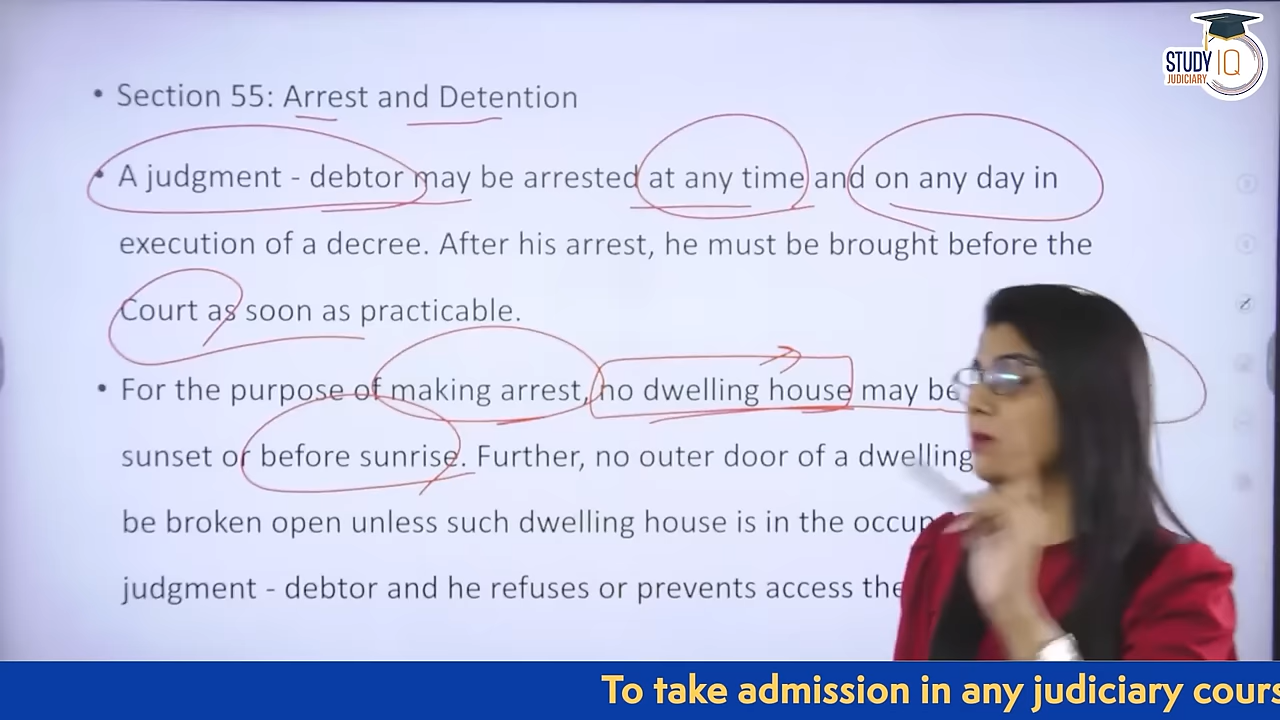 STUDY IQ
JUDICIARY
• Section 55: Arrest and Detention
• A judgment - debtor may be arrested at any time and on any day in
execution of a decree. After his arrest, he must be brought before the
Court as soon as practicable.
• For the purpose of making arrest, no dwelling house may be
sunset or before sunrise. Further, no outer door of a dwelling
be broken open unless such dwelling house is in the
judgment - debtor and he refuses or prevents access
To take admission in any judiciary